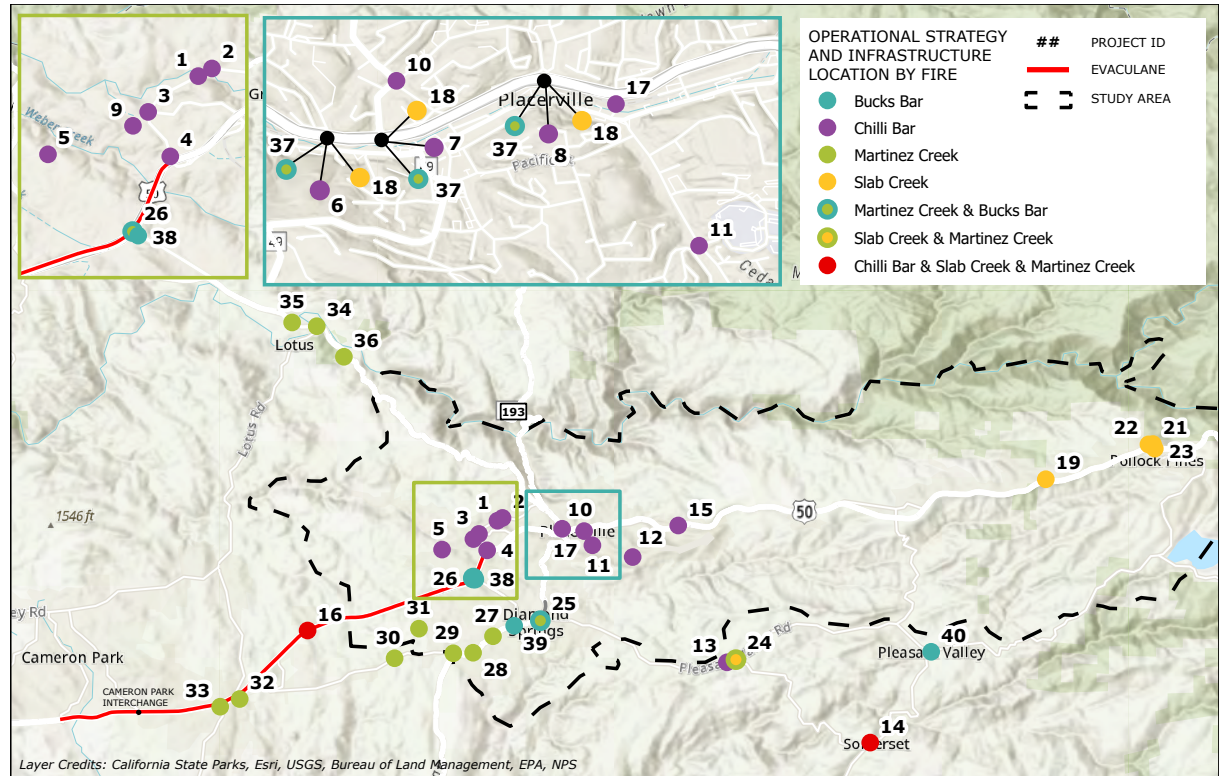 OPERATIONAL STRATEGY
AND INFRASTRUCTURE
LOCATION BY FIRE
Bucks Bar
Chilli Bar
Martinez Creek
Slab Creek
Martinez Creek & Bucks Bar
Slab Creek & Martinez Creek
Chilli Bar & Slab Creek & Martinez Creek
## PROJECT ID
EVACULANE
STUDY AREA
1
2
3
9
5
4
Weber Creek
50
26
38
10
18
17
Placerville
18
37
7
37
8
Pacific St
49
18
37
6
11
49
35
34
36
Lotus
193
Lotus Rd
1546 ft
22
21
23
Pollock Pines
19
50
15
1
2
3
5
4
10
17
11
12
26
38
16
31
27
25
Diamond
Springs
39
30
29
28
13
24
40
Pleasant Valley
Cameron Park
CAMERON PARK
INTERCHANGE
33
32
14
Somerset
Layer Credits: California State Parks, Esri, USGS, Bureau of Land Management, EPA, NPS